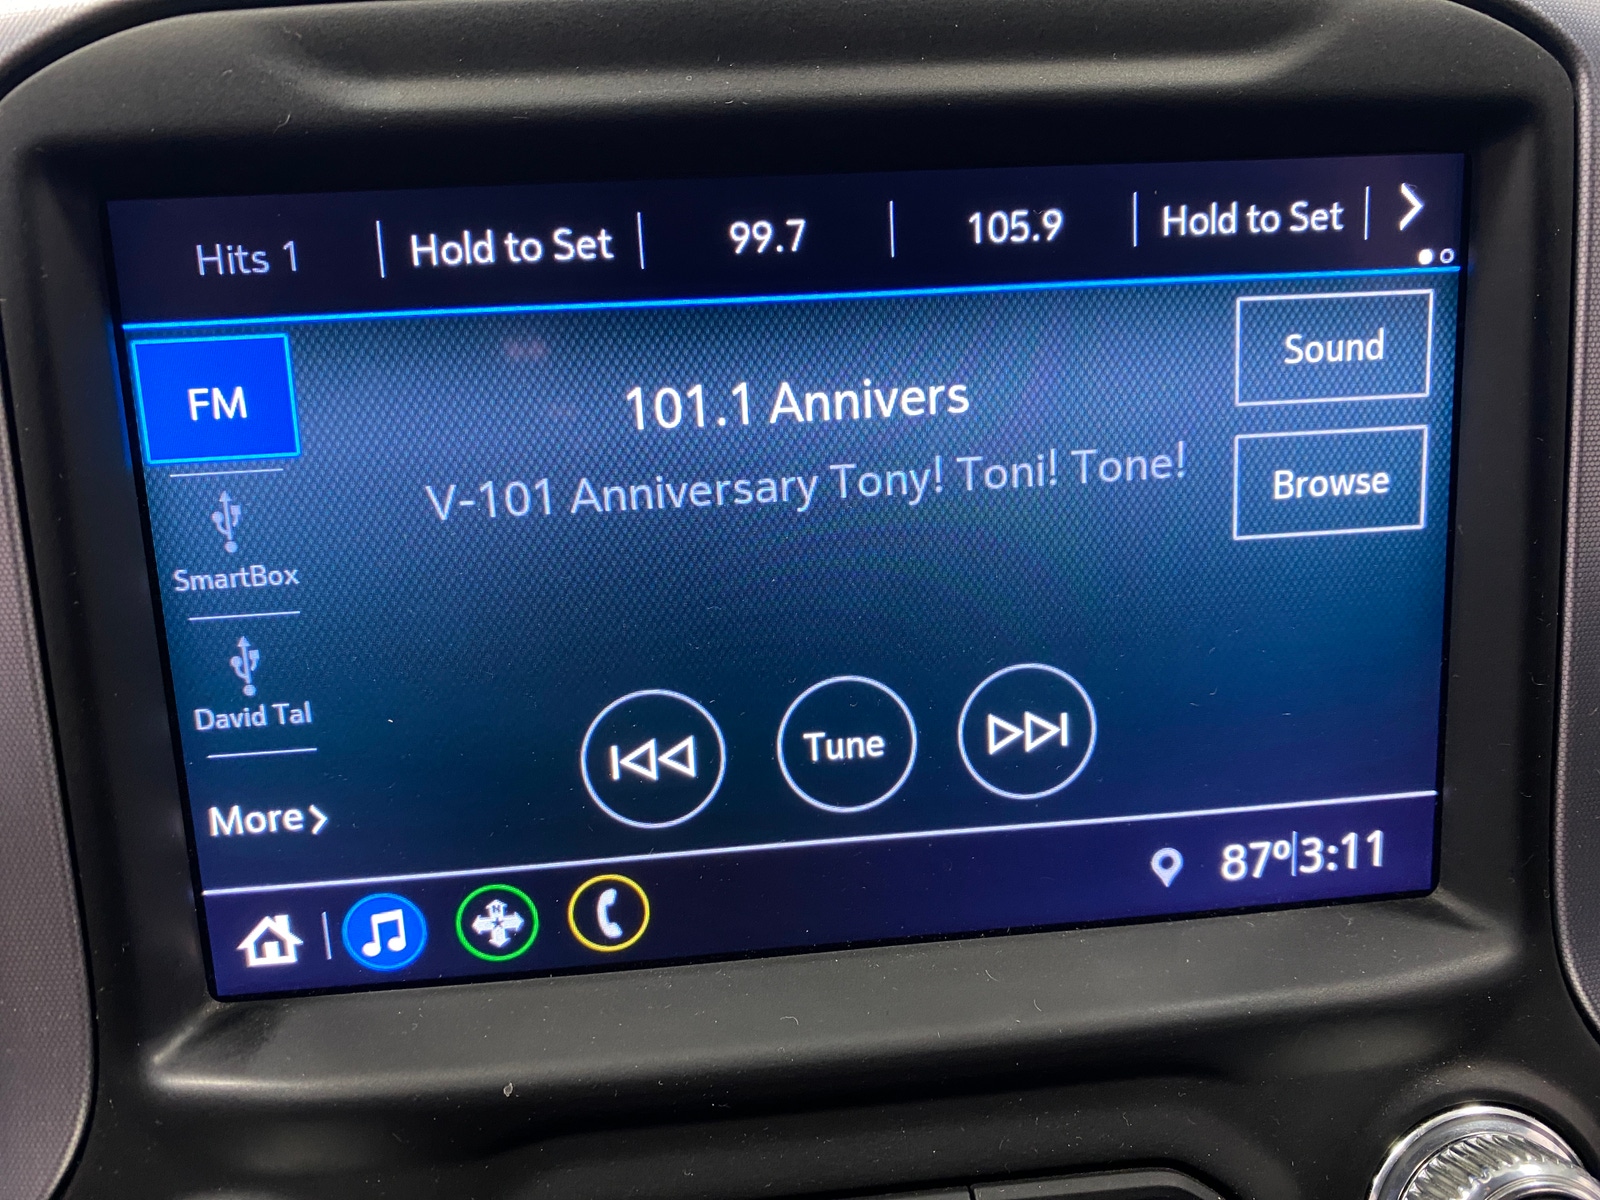 Hits 1 Hold to Set 99.7 105.9 Hold to Set
FM
101.1 Annivers
V-101 Anniversary Tony! Toni! Tone!
Sound
Browse
SmartBox
David Tal
More
Tune
N
87°|3:11